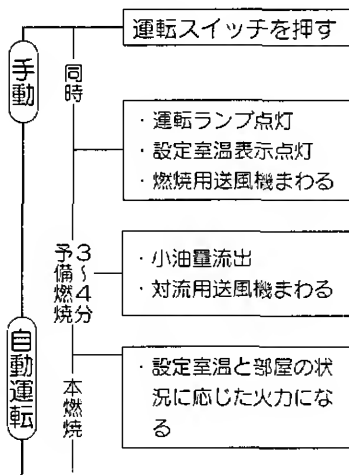 運転スイッチを押す
手動
同時
・運転ランプ点灯
・設定室温表示点灯
・燃焼用送風機まわる
3〜4分
予備燃焼
・小油量流出
・対流用送風機まわる
自動運転
本燃焼
・設定室温と部屋の状
況に応じた火力にな
る